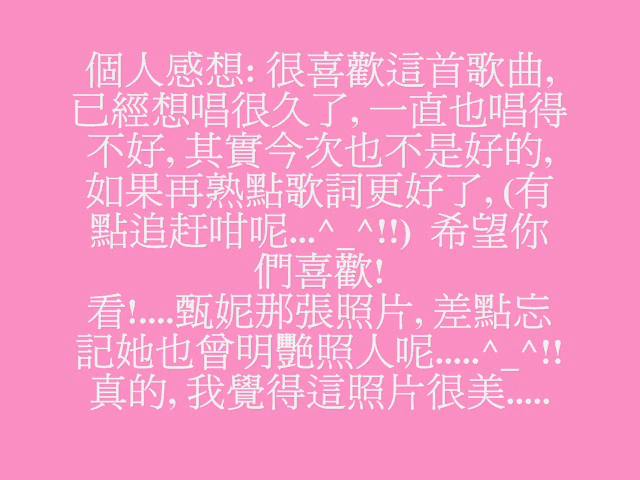 個人感想: 很喜歡這首歌曲,
已經想唱很久了, 一直也唱得
不好, 其實今次也不是好的,
如果再熟點歌詞更好了, (有
點追赶咁呢...^_^!!)  希望你
們喜歡!
看!....甄妮那張照片, 差點忘
記她也曾明艷照人呢.....^_^!!
真的, 我覺得這照片很美.....